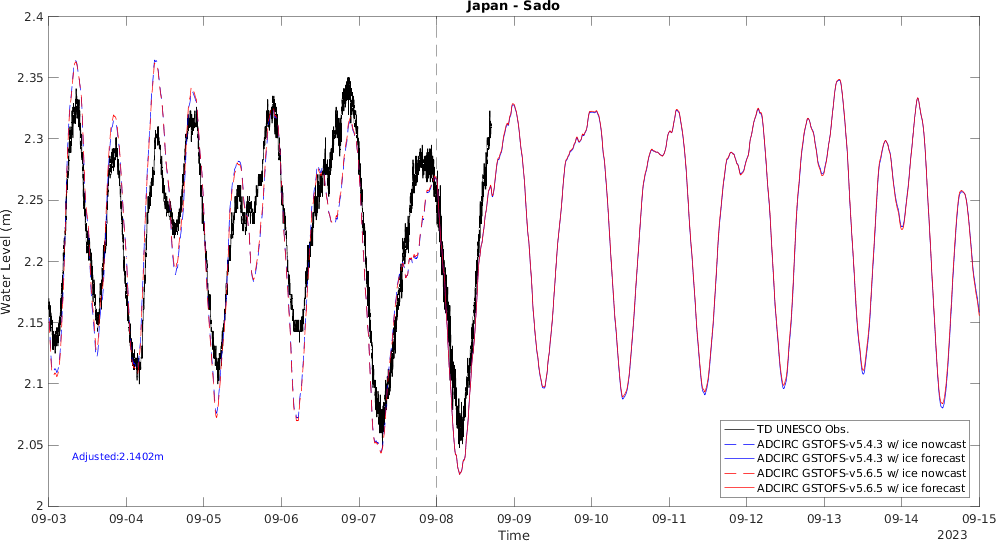 Japan - Sado
2.4
2.35
2.3
2.25
2.2
2.15
2.1
2.05
2
Water Level (m)
Adjusted:2.1402m
TD UNESCO Obs.
ADCIRC GSTOFS-v5.4.3 w/ ice nowcast
ADCIRC GSTOFS-v5.4.3 w/ ice forecast
ADCIRC GSTOFS-v5.6.5 w/ ice nowcast
ADCIRC GSTOFS-v5.6.5 w/ ice forecast
09-03 09-04 09-05 09-06 09-07 09-08 09-09 09-10 09-11 09-12 09-13 09-14 09-15
Time
2023